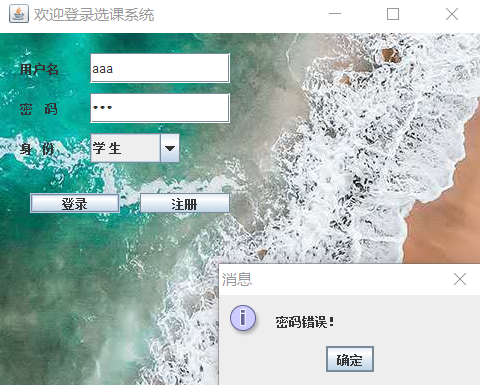 欢迎登录选课系统
用户名 aaa
密 码 •••
身 份 学生
登录 注册
消息
密码错误!
确定